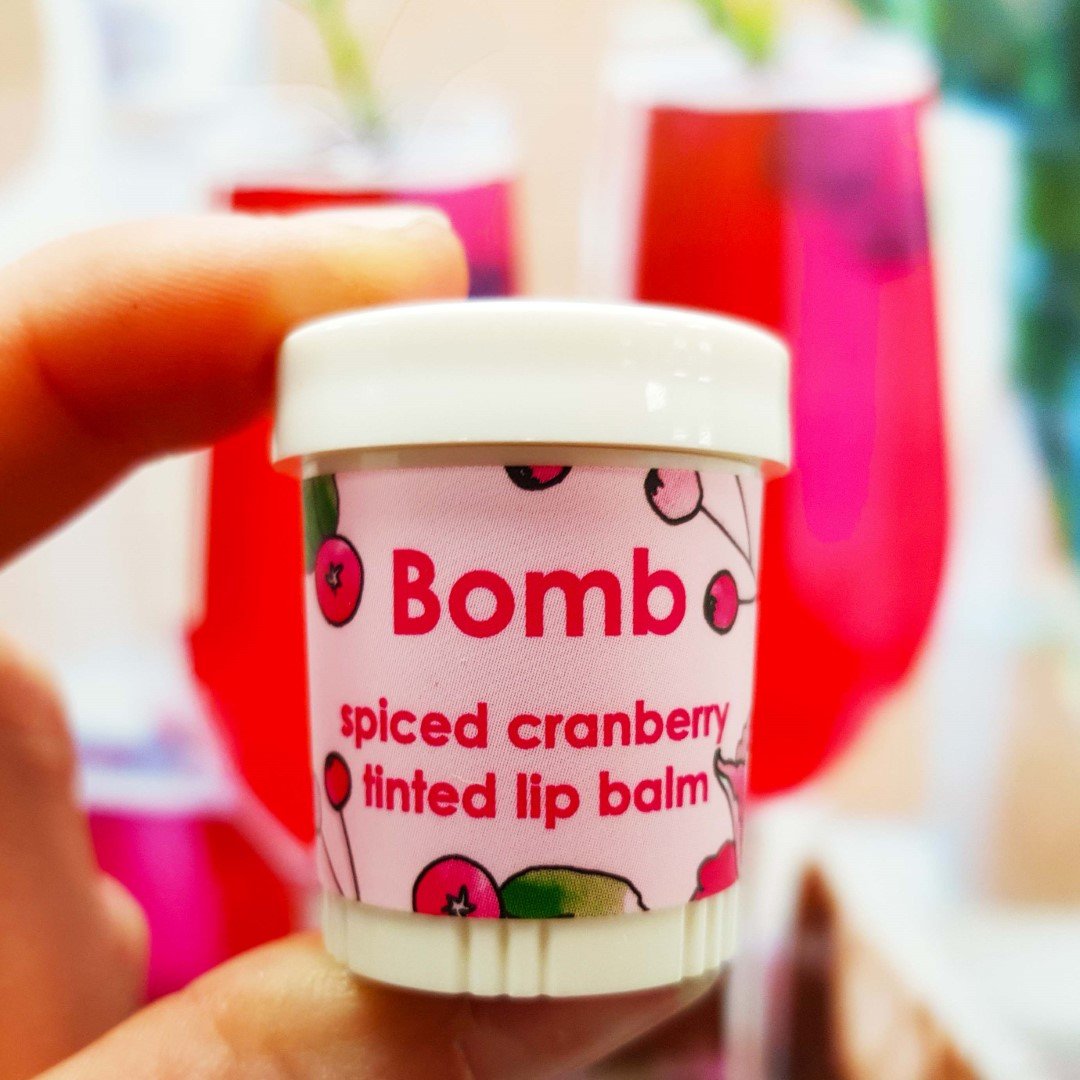 Bomb
spiced cranberry
tinted lip balm